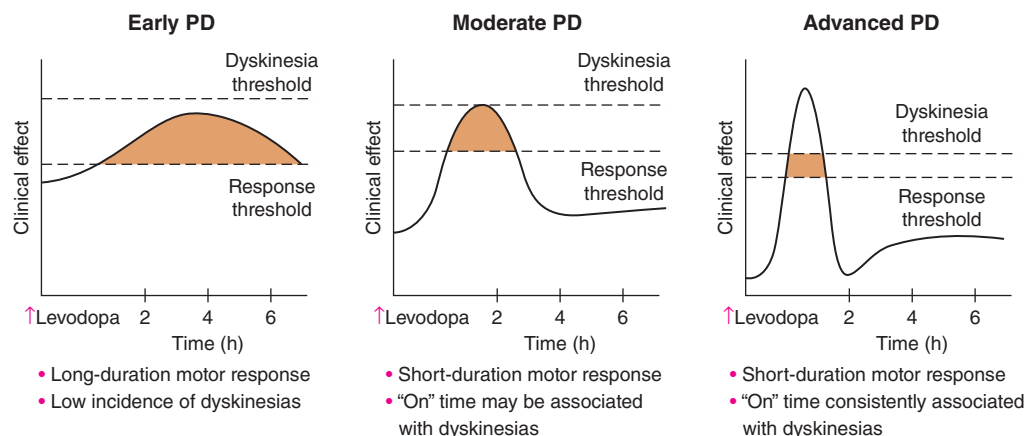 Early PD
Dyskinesia
threshold
Response
threshold
Clinical effect
↑Levodopa 2 4 6
Time (h)
• Long-duration motor response
• Low incidence of dyskinesias
Moderate PD
Dyskinesia
threshold
Response
threshold
Clinical effect
↑Levodopa 2 4 6
Time (h)
• Short-duration motor response
• “On” time may be associated
with dyskinesias
Advanced PD
Dyskinesia
threshold
Response
threshold
Clinical effect
↑Levodopa 2 4 6
Time (h)
• Short-duration motor response
• “On” time consistently associated
with dyskinesias